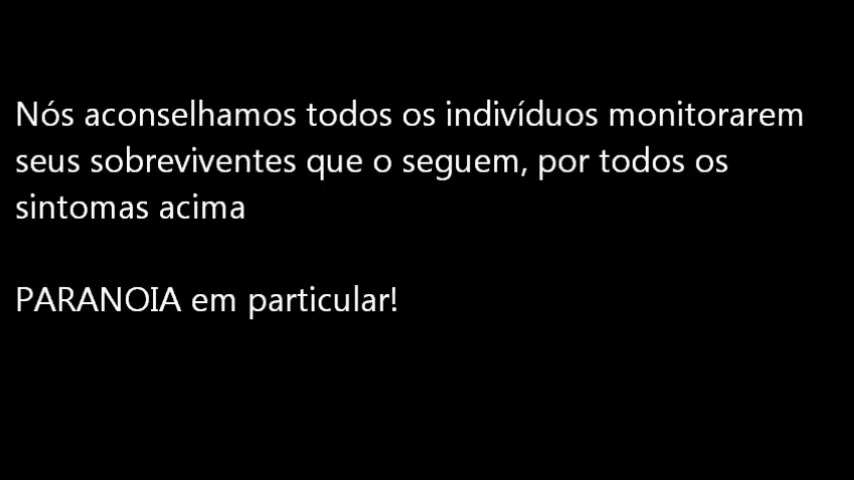 Nós aconselhamos todos os indivíduos monitorarem
seus sobreviventes que o seguem, por todos os
sintomas acima
PARANOIA em particular!